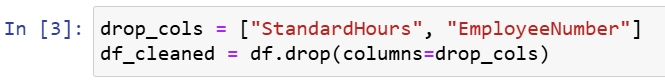 In [3]: drop_cols = ["StandardHours", "EmployeeNumber"]
df_cleaned = df.drop(columns=drop_cols)